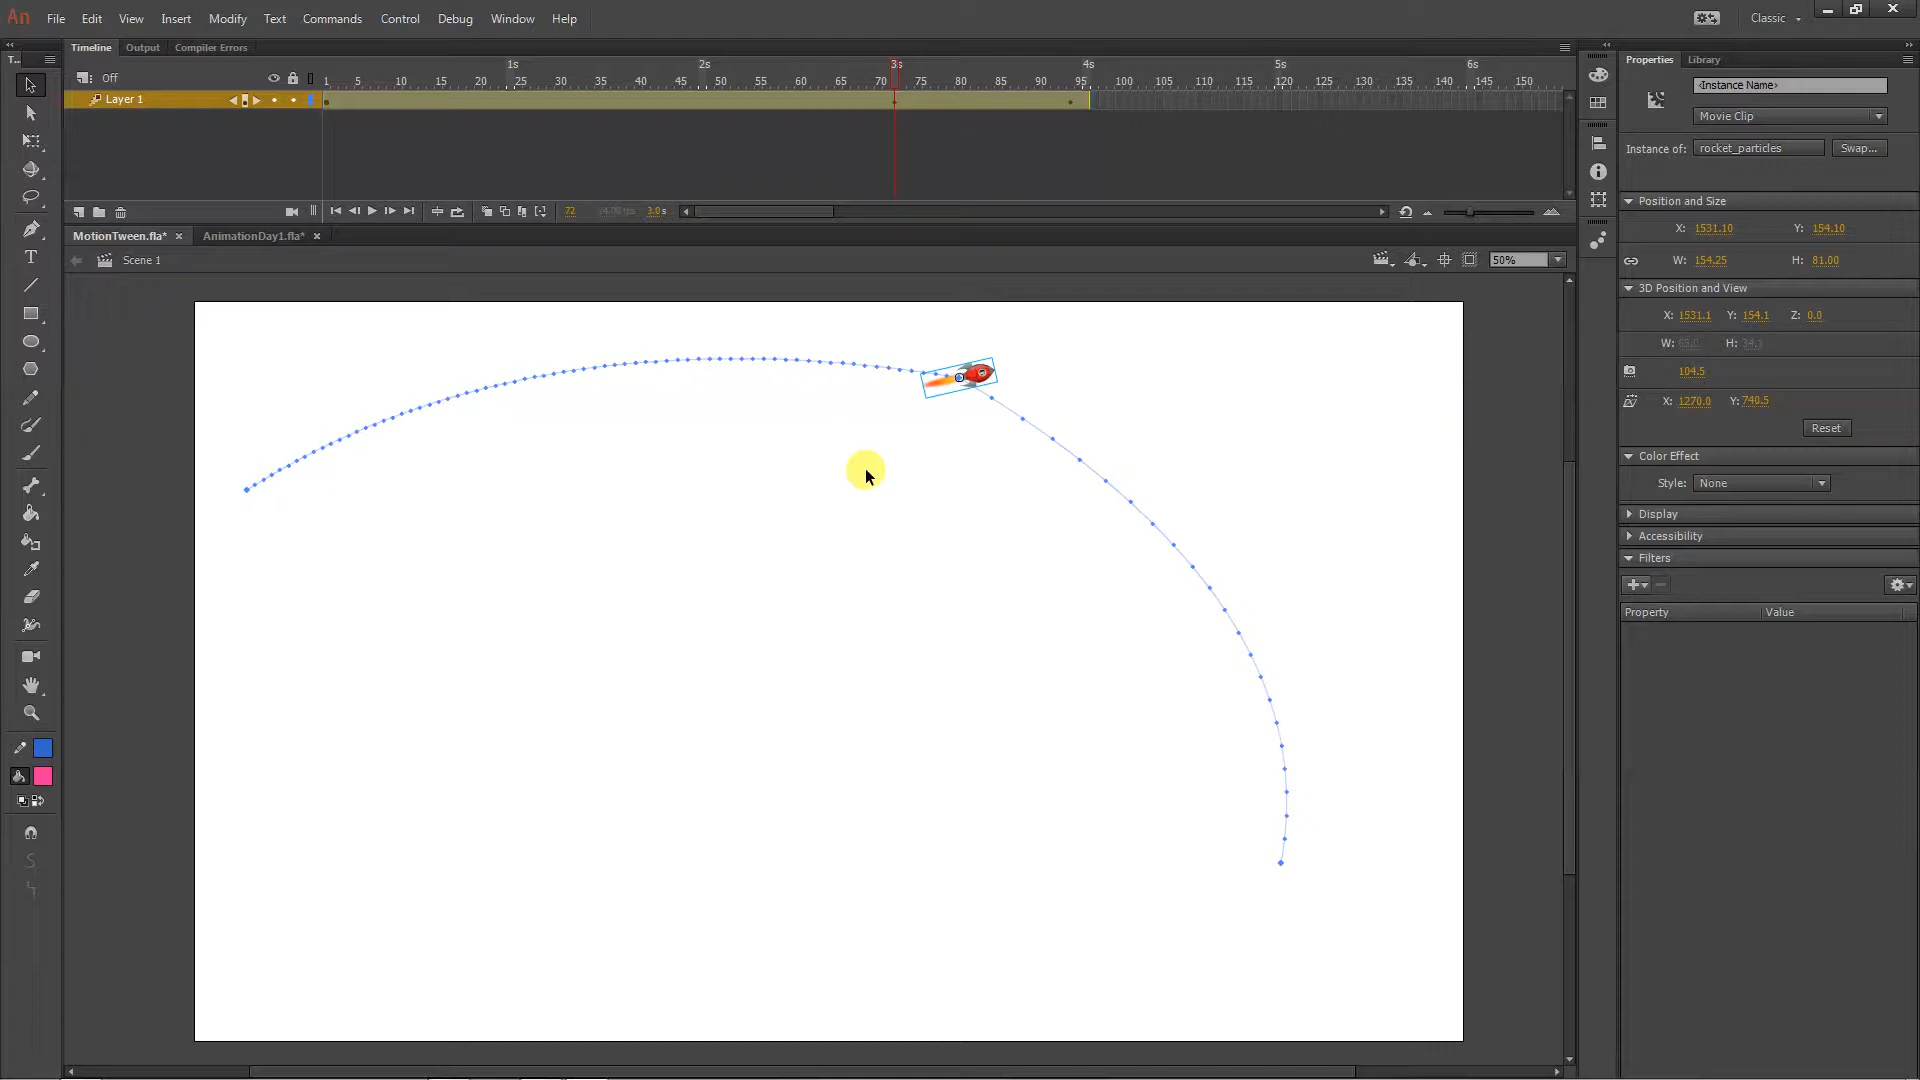 An File Edit View Insert Modify Text Commands Control Debug Window Help Classic
Timeline Output Compiler Errors
T... Off 1s 2s 3s 4s 5s 6s
1 5 10 15 20 25 30 35 40 45 50 55 60 65 70 75 80 85 90 95 100 105 110 115 120 125 130 135 140 145 150
Layer 1
72 24.00 fps 3.0 s
MotionTween.fla* × AnimationDay1.fla* ×
Scene 1 50%
Properties Library
<Instance Name>
Movie Clip
Instance of: rocket_particles Swap...
Position and Size
X: 1531.10 Y: 154.10
W: 154.25 H: 81.00
3D Position and View
X: 1531.1 Y: 154.1 Z: 0.0
W: 65.0 H:
104.5
X: 1270.0 Y: 740.5
Reset
Color Effect
Style: None
Display
Accessibility
Filters
Property Value